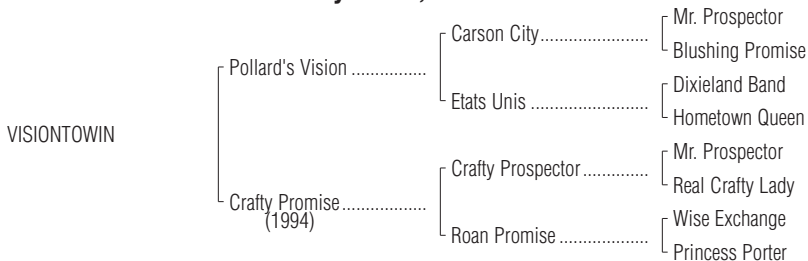 Mr. Prospector
Carson City........................
Blushing Promise
Pollard's Vision ................
Dixieland Band
Etats Unis ..........................
Hometown Queen
VISIONTOWIN
Mr. Prospector
Crafty Prospector...............
Real Crafty Lady
Crafty Promise..................
(1994)
Wise Exchange
Roan Promise ....................
Princess Porter